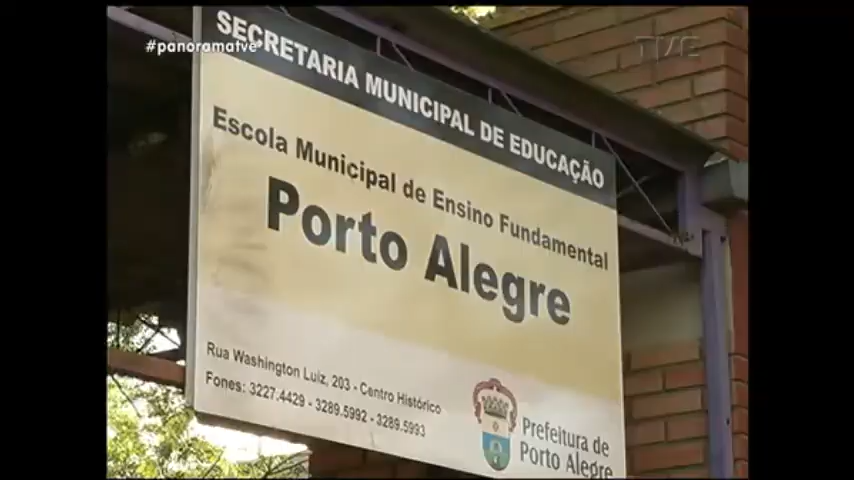 #panoramatve
TVE
SECRETARIA MUNICIPAL DE EDUCAÇÃO
Escola Municipal de Ensino Fundamental
Porto Alegre
Rua Washington Luiz, 203 - Centro Histórico
Fones: 3227.4429 - 3289.5992 - 3289.5993
Prefeitura de
Porto Alegre